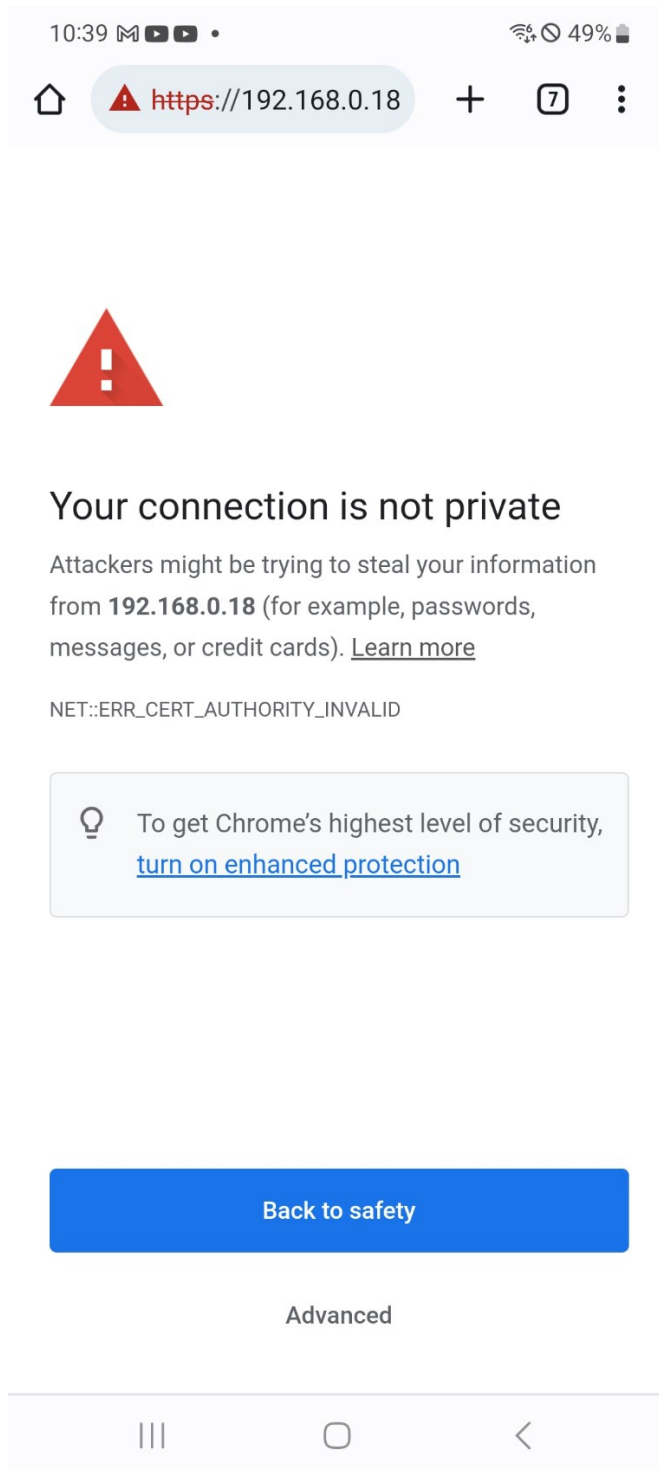 10:39 49%
https://192.168.0.18 7
Your connection is not private
Attackers might be trying to steal your information
from 192.168.0.18 (for example, passwords,
messages, or credit cards). Learn more
NET::ERR_CERT_AUTHORITY_INVALID
To get Chrome's highest level of security,
turn on enhanced protection
Back to safety
Advanced